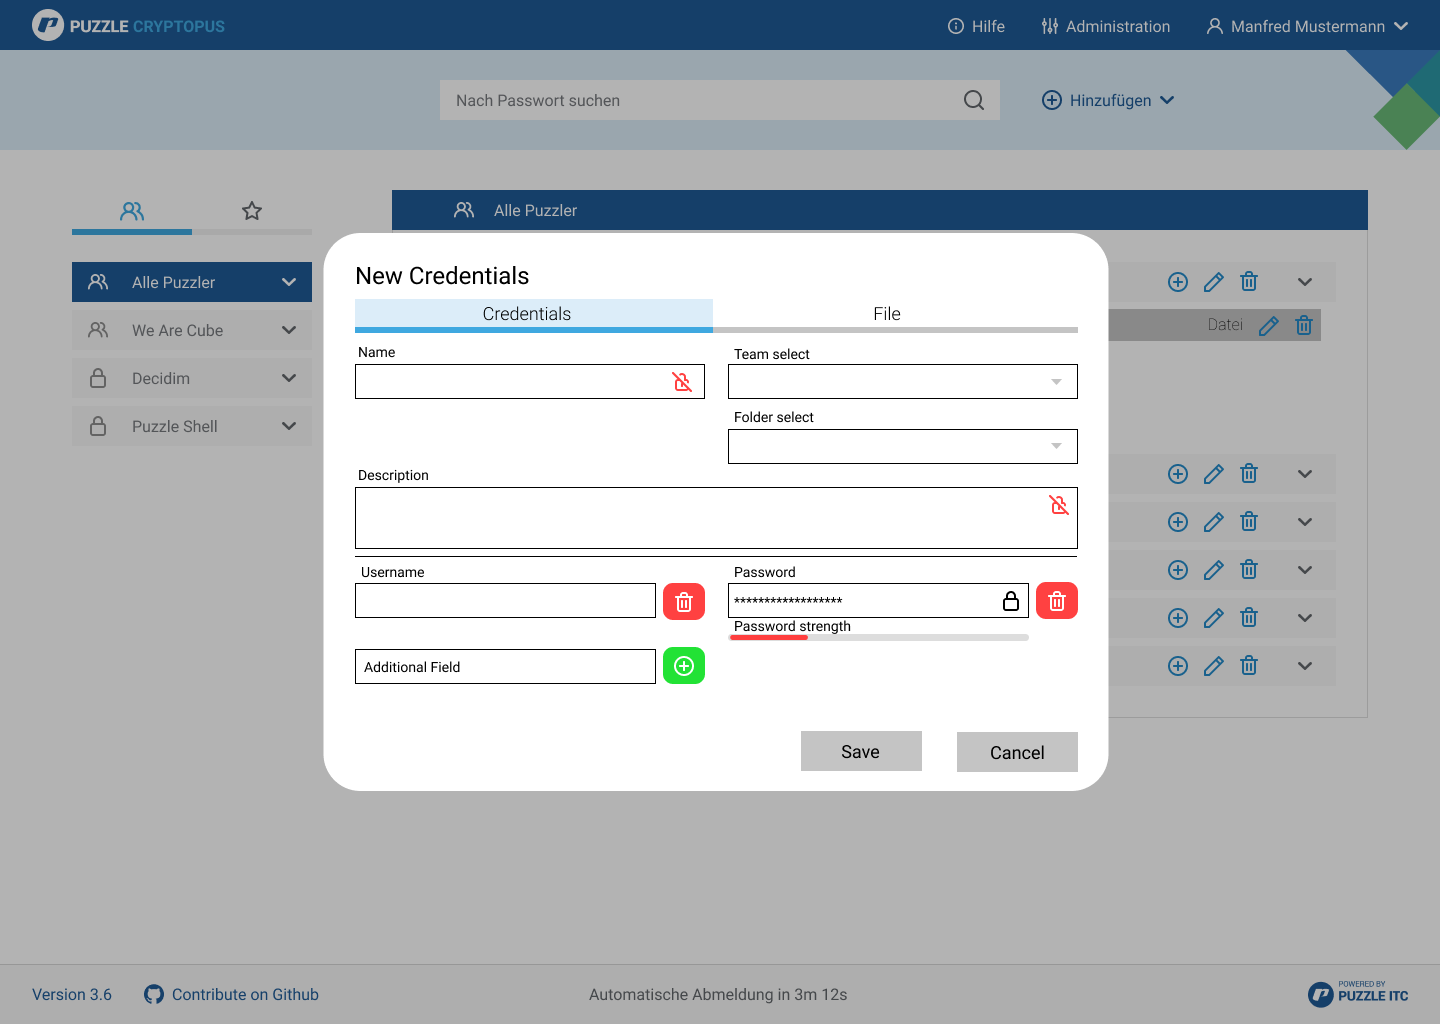 PUZZLE CRYPTOPUS
Hilfe
Administration
Manfred Mustermann
Nach Passwort suchen
Hinzufügen
Alle Puzzler
Alle Puzzler
We Are Cube
Decidim
Puzzle Shell
Datei
New Credentials
Credentials
File
Name
Team select
Folder select
Description
Username
Password
******************
Password strength
Additional Field
Save
Cancel
Version 3.6
Contribute on Github
Automatische Abmeldung in 3m 12s
POWERED BY
PUZZLE ITC